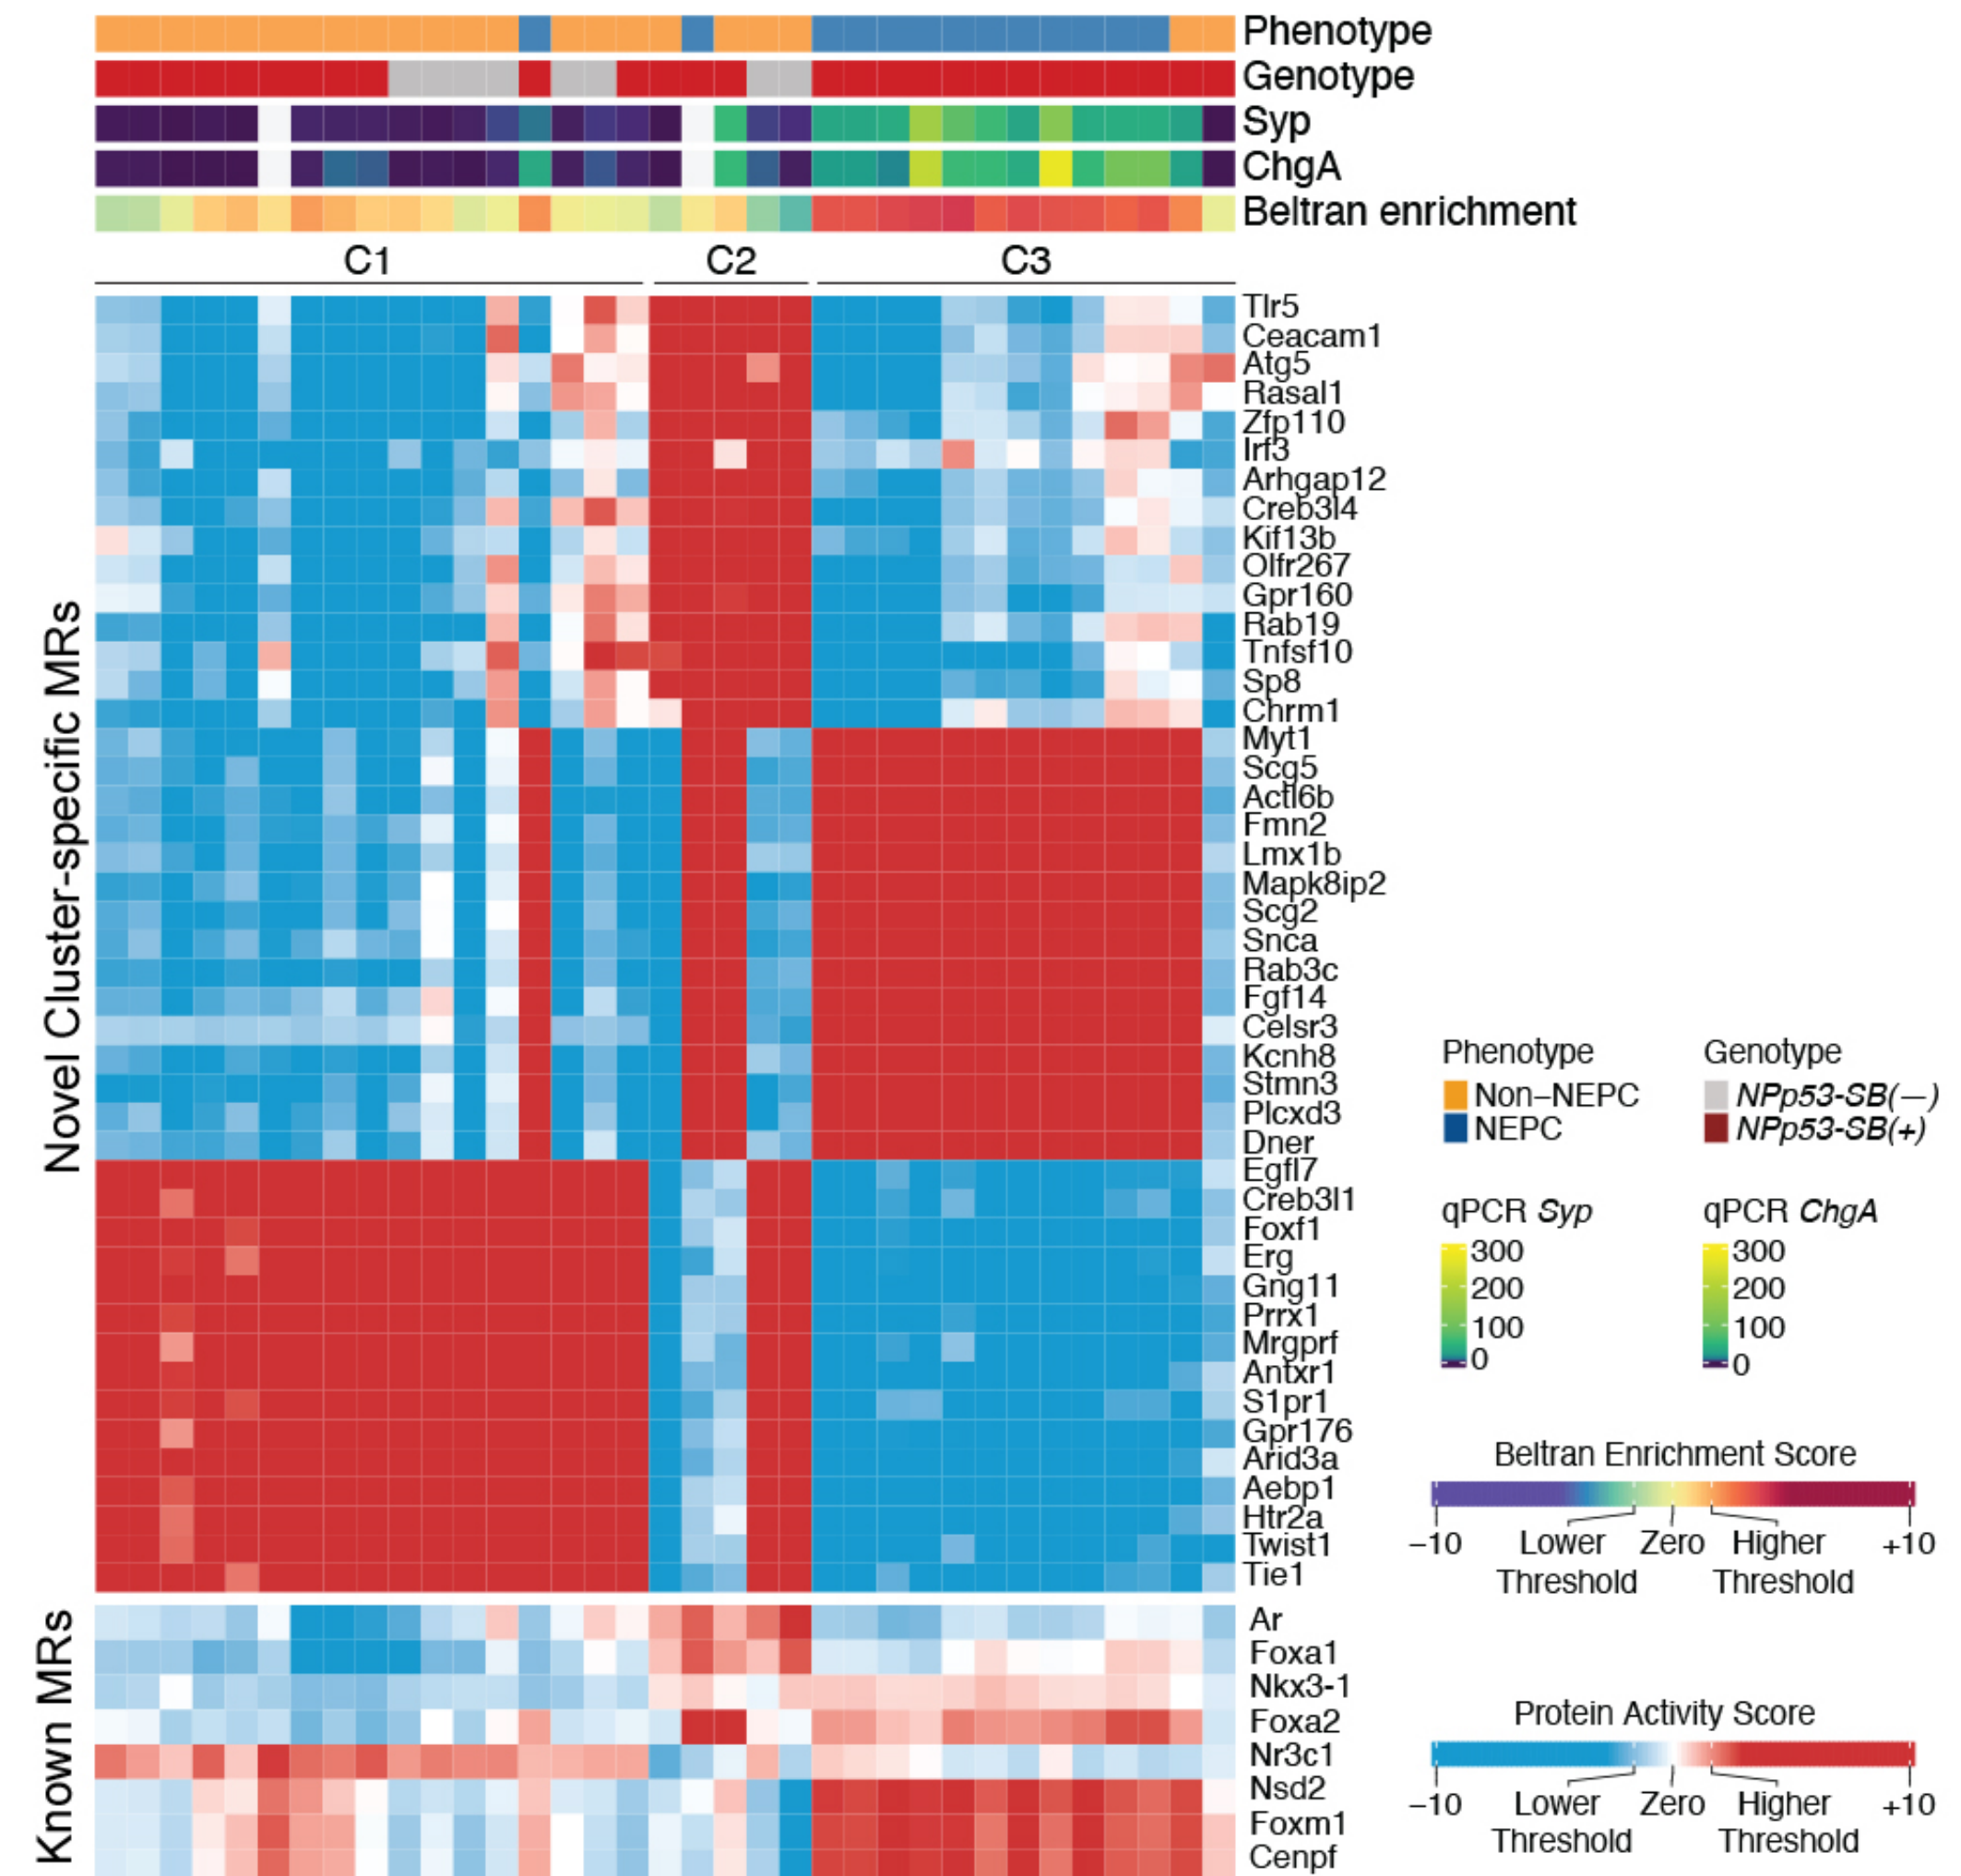 Phenotype
Genotype
Syp
ChgA
Beltran enrichment
C1 C2 C3
Novel Cluster-specific MRs
Tlr5
Ceacam1
Atg5
Rasal1
Zfp110
Irf3
Arhgap12
Creb3l4
Kif13b
Olfr267
Gpr160
Rab19
Tnfsf10
Sp8
Chrm1
Myt1
Scg5
Actl6b
Fmn2
Lmx1b
Mapk8ip2
Scg2
Snca
Rab3c
Fgf14
Celsr3
Kcnh8
Stmn3
Plcxd3
Dner
Egfl7
Creb3l1
Foxf1
Erg
Gng11
Prrx1
Mrgprf
Antxr1
S1pr1
Gpr176
Arid3a
Aebp1
Htr2a
Twist1
Tie1
Known MRs
Ar
Foxa1
Nkx3-1
Foxa2
Nr3c1
Nsd2
Foxm1
Cenpf
Phenotype
Non–NEPC
NEPC
Genotype
NPp53-SB(—)
NPp53-SB(+)
qPCR Syp
300
200
100
0
qPCR ChgA
300
200
100
0
Beltran Enrichment Score
−10 Lower Zero Higher +10
Threshold Threshold
Protein Activity Score
−10 Lower Zero Higher +10
Threshold Threshold